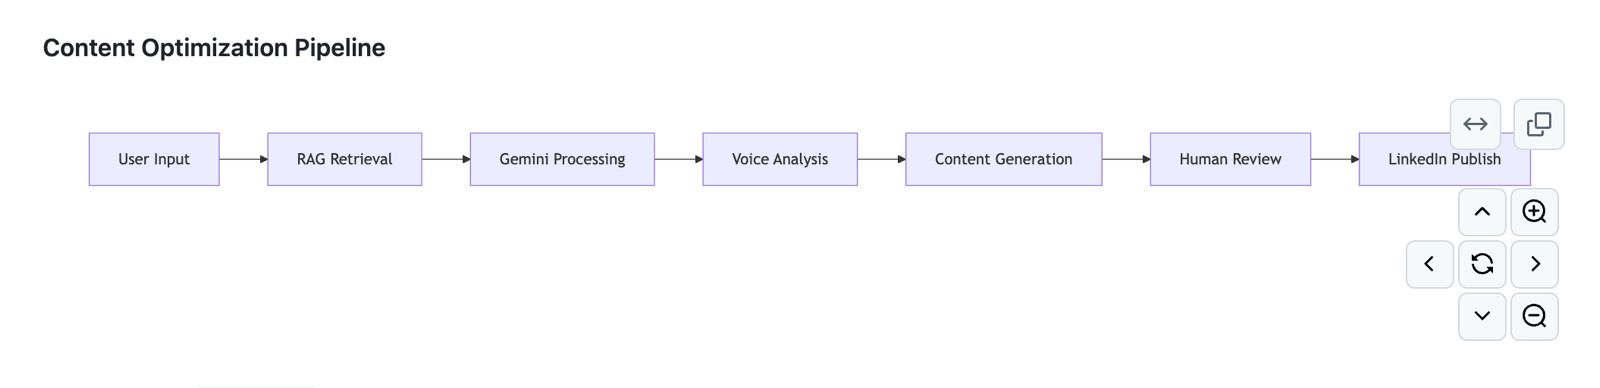 Content Optimization Pipeline
User Input
RAG Retrieval
Gemini Processing
Voice Analysis
Content Generation
Human Review
LinkedIn Publish